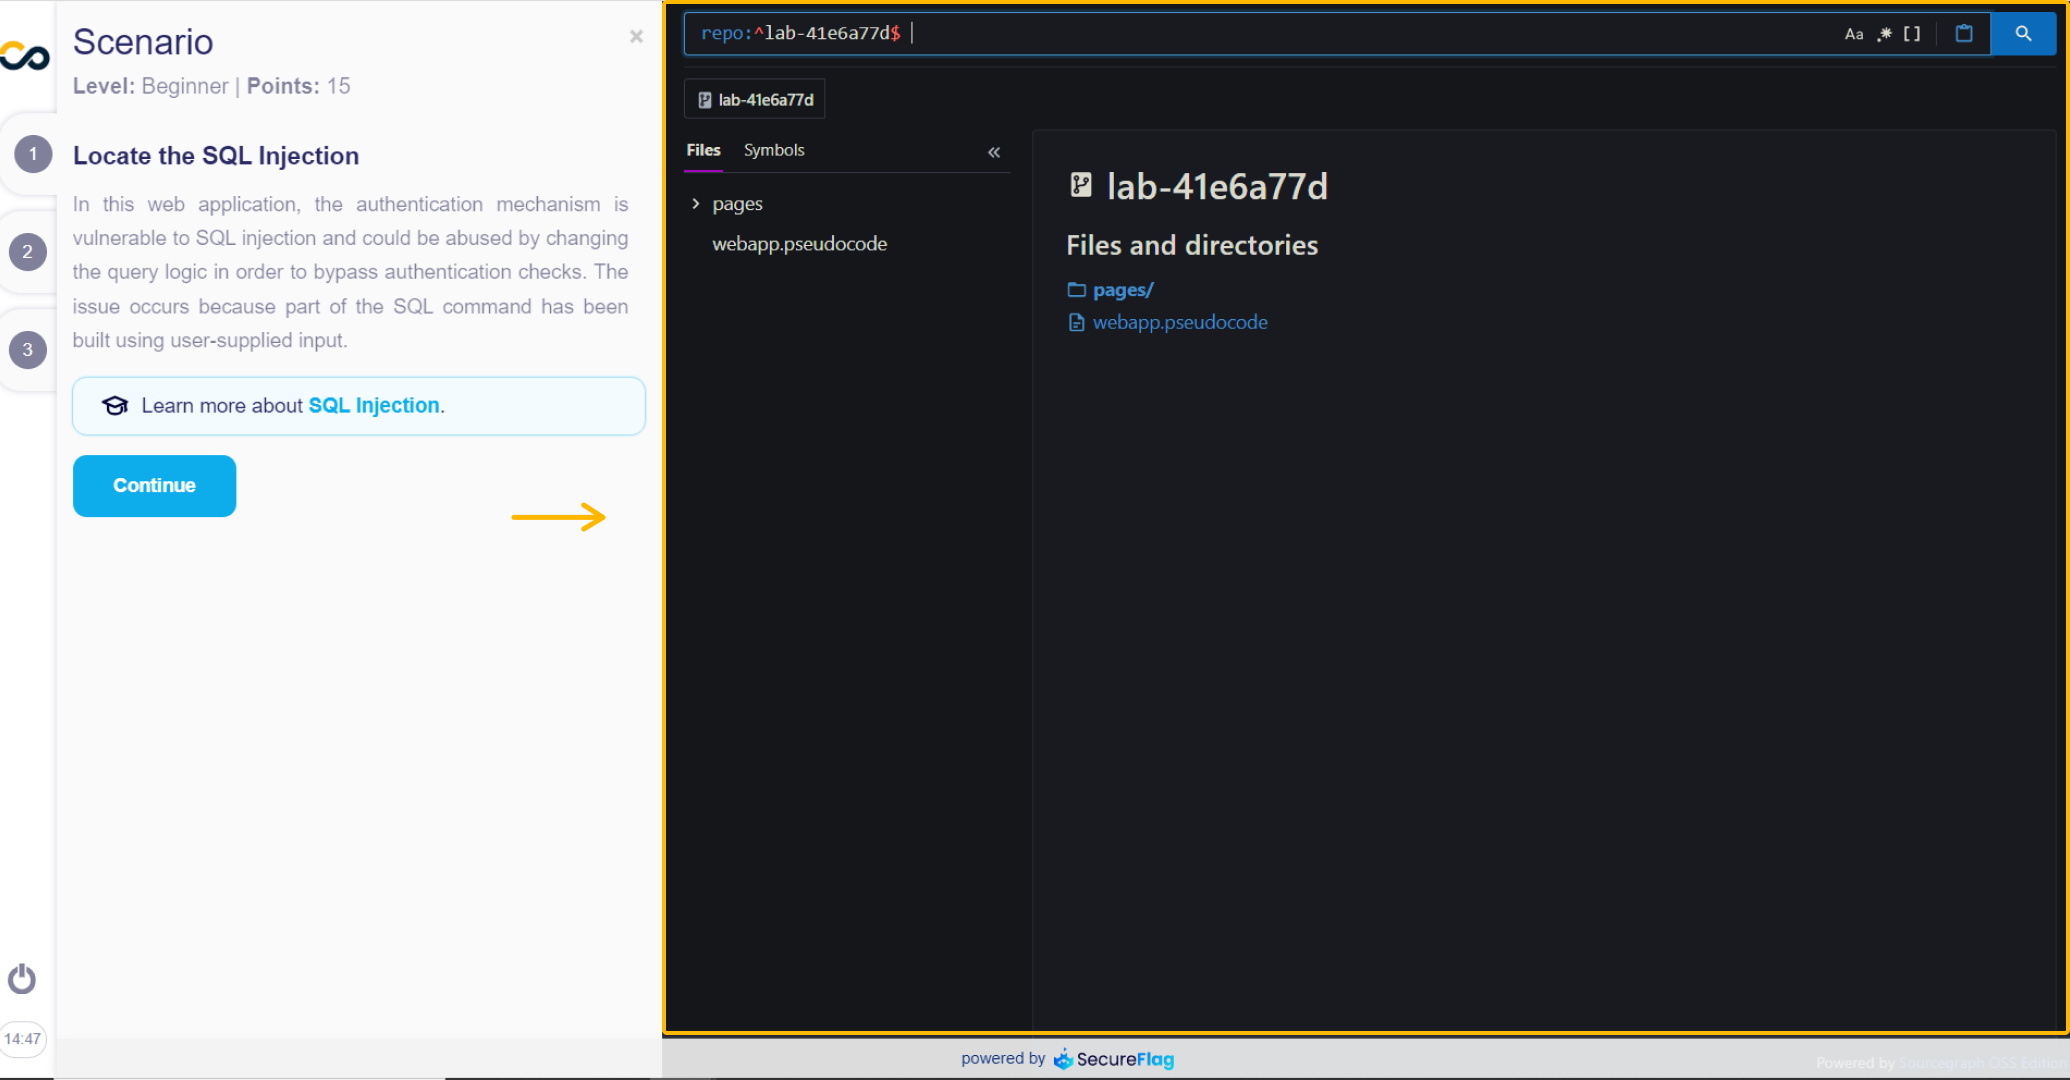 Scenario
Level: Beginner | Points: 15
1
2
3
Locate the SQL Injection
In this web application, the authentication mechanism is
vulnerable to SQL injection and could be abused by changing
the query logic in order to bypass authentication checks. The
issue occurs because part of the SQL command has been
built using user-supplied input.
Learn more about SQL Injection.
Continue
14:47
repo:^lab-41e6a77d$
Aa .* []
lab-41e6a77d
Files Symbols
pages
webapp.pseudocode
lab-41e6a77d
Files and directories
pages/
webapp.pseudocode
powered by SecureFlag
Powered by Sourcegraph OSS Edition